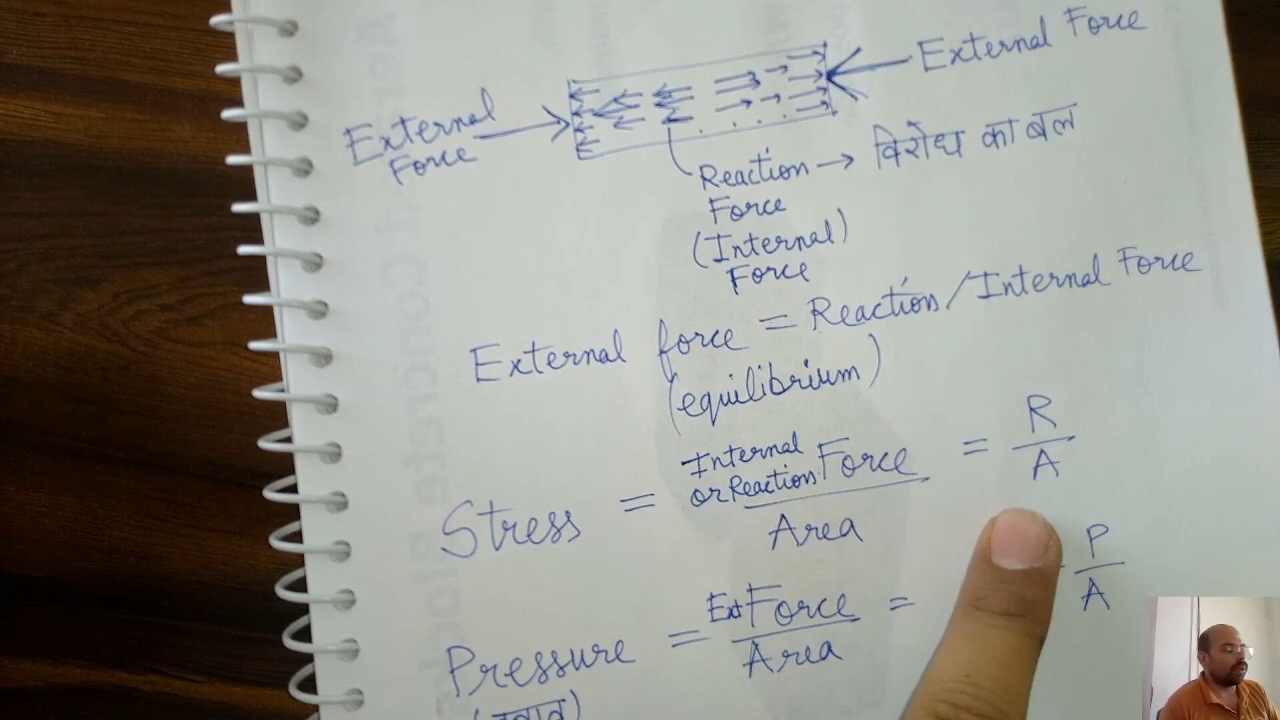 External Force
External
Force
Reaction → विरोध का बल
Force
(Internal)
Force
External force = Reaction/Internal Force
(equilibrium)
Stress = Internal or Reaction Force / Area = R / A
Pressure = Ext Force / Area = P / A